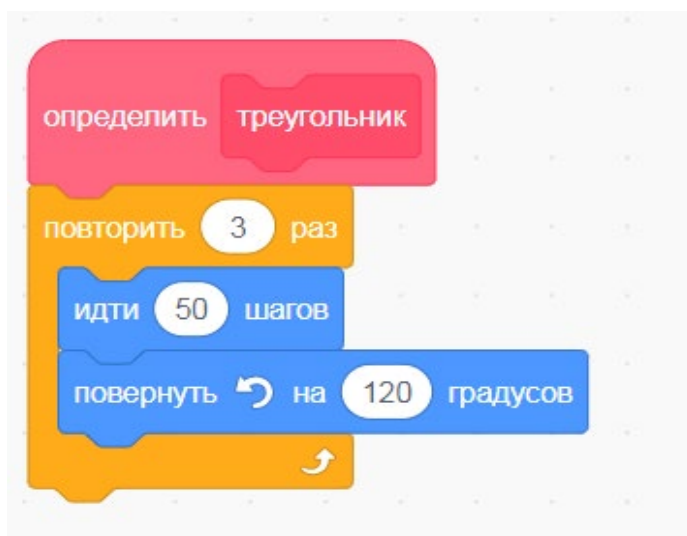 определить треугольник
повторить 3 раз
идти 50 шагов
повернуть на 120 градусов